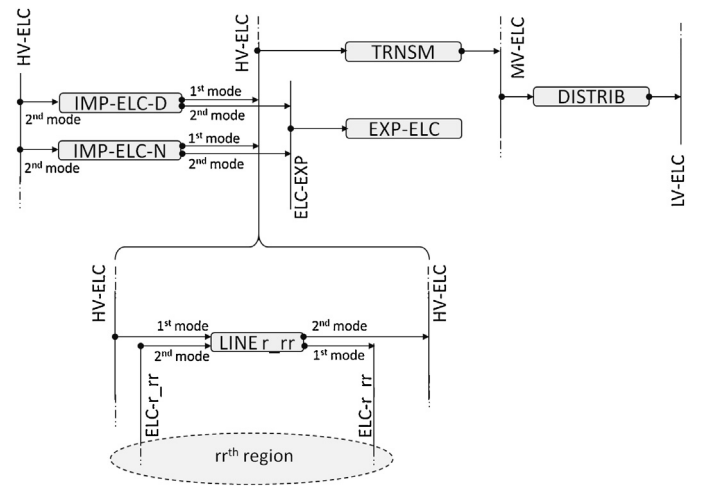 HV-ELC
HV-ELC
TRNSM
MV-ELC
IMP-ELC-D
1st mode
2nd mode
2nd mode
DISTRIB
EXP-ELC
IMP-ELC-N
1st mode
2nd mode
2nd mode
ELC-EXP
LV-ELC
HV-ELC
HV-ELC
1st mode
LINE r_rr
2nd mode
2nd mode
1st mode
ELC-r_rr
ELC-r_rr
rrth region